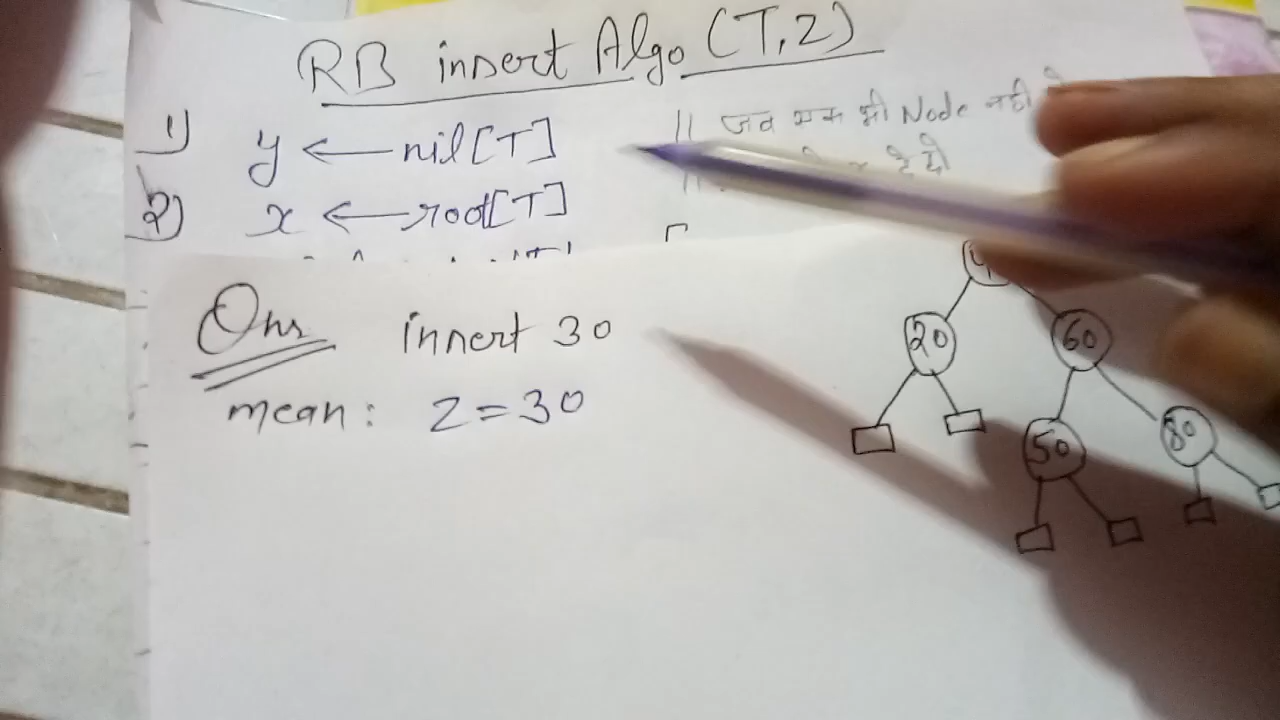 RB insert Algo (T,z)
1) y ← nil[T] // जब तक भी Node नही
2) x ← root[T] //
Qns insert 30
mean: z = 30
20 60
50 80